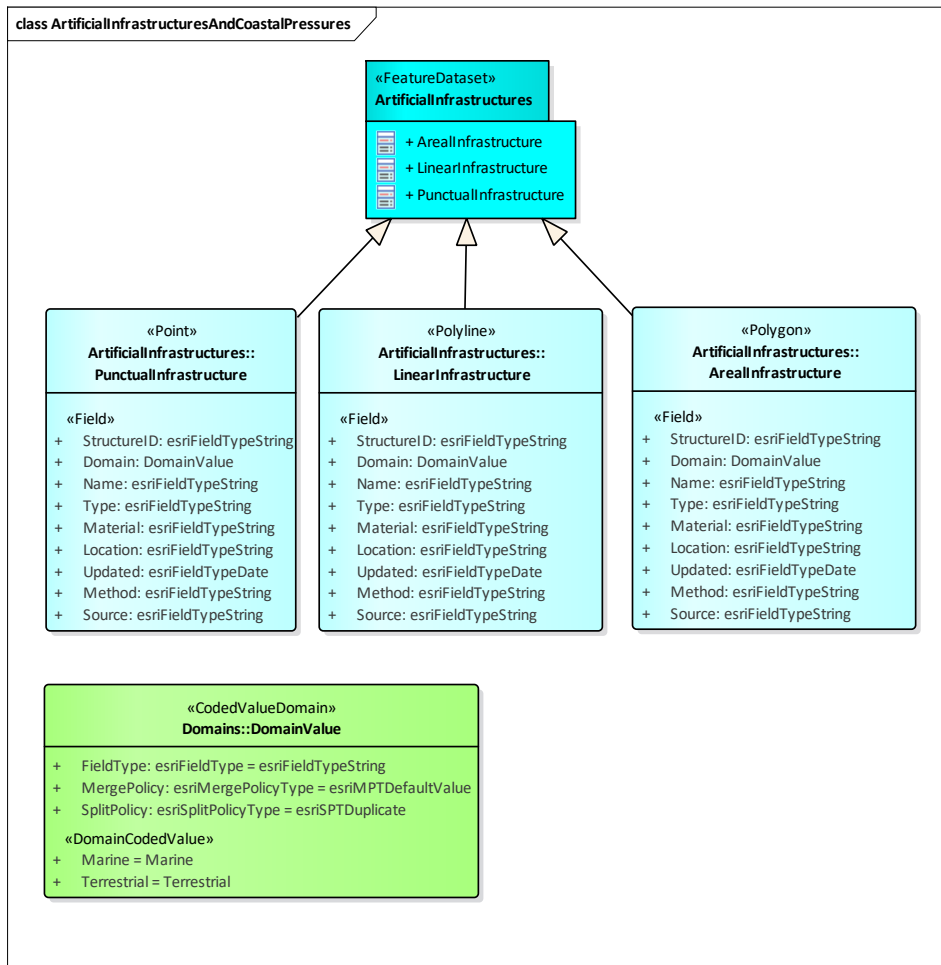 class ArtificialInfrastructuresAndCoastalPressures
«FeatureDataset»
ArtificialInfrastructures
+ ArealInfrastructure
+ LinearInfrastructure
+ PunctualInfrastructure
«Point»
ArtificialInfrastructures::
PunctualInfrastructure
«Field»
+ StructureID: esriFieldTypeString
+ Domain: DomainValue
+ Name: esriFieldTypeString
+ Type: esriFieldTypeString
+ Material: esriFieldTypeString
+ Location: esriFieldTypeString
+ Updated: esriFieldTypeDate
+ Method: esriFieldTypeString
+ Source: esriFieldTypeString
«Polyline»
ArtificialInfrastructures::
LinearInfrastructure
«Field»
+ StructureID: esriFieldTypeString
+ Domain: DomainValue
+ Name: esriFieldTypeString
+ Type: esriFieldTypeString
+ Material: esriFieldTypeString
+ Location: esriFieldTypeString
+ Updated: esriFieldTypeDate
+ Method: esriFieldTypeString
+ Source: esriFieldTypeString
«Polygon»
ArtificialInfrastructures::
ArealInfrastructure
«Field»
+ StructureID: esriFieldTypeString
+ Domain: DomainValue
+ Name: esriFieldTypeString
+ Type: esriFieldTypeString
+ Material: esriFieldTypeString
+ Location: esriFieldTypeString
+ Updated: esriFieldTypeDate
+ Method: esriFieldTypeString
+ Source: esriFieldTypeString
«CodedValueDomain»
Domains::DomainValue
+ FieldType: esriFieldType = esriFieldTypeString
+ MergePolicy: esriMergePolicyType = esriMPTDefaultValue
+ SplitPolicy: esriSplitPolicyType = esriSPTDuplicate
«DomainCodedValue»
+ Marine = Marine
+ Terrestrial = Terrestrial